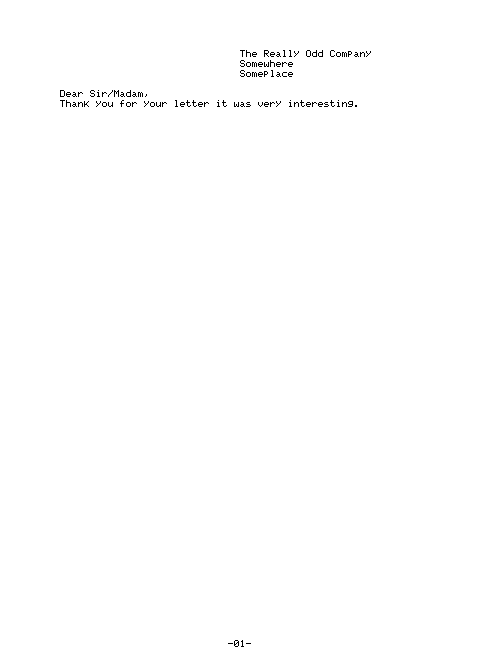 The Really Odd Company
Somewhere
SomePlace
Dear Sir/Madam,
Thank you for your letter it was very interesting.
-01-